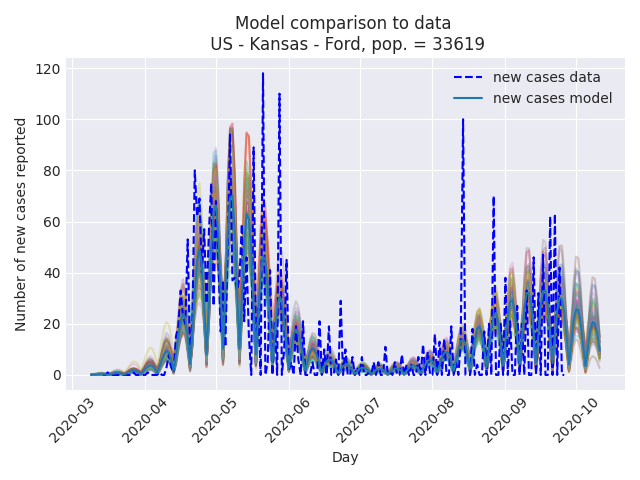 Model comparison to data
US - Kansas - Ford, pop. = 33619
Number of new cases reported
120
100
80
60
40
20
0
new cases data
new cases model
2020-03
2020-04
2020-05
2020-06
2020-07
2020-08
2020-09
2020-10
Day